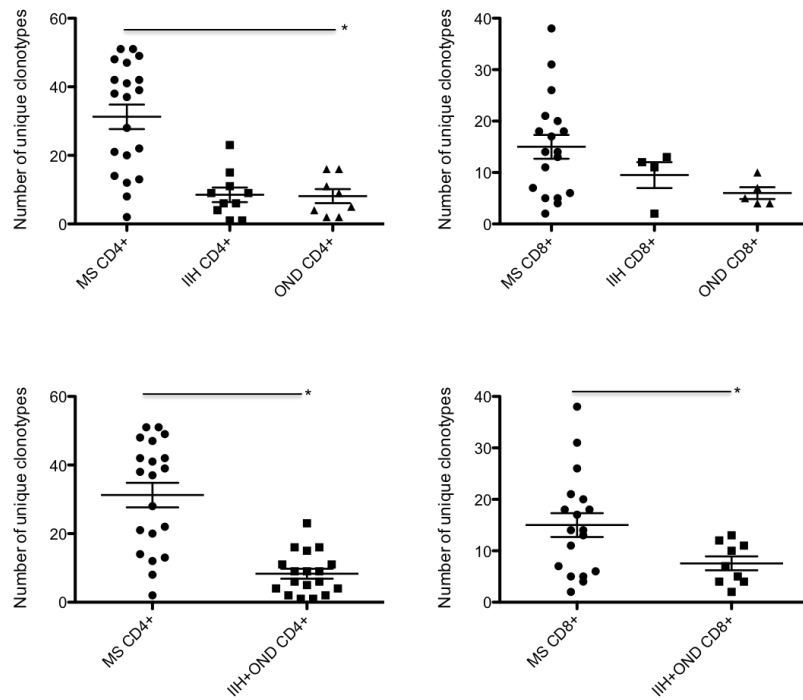 Number of unique clonotypes
60
40
20
0
*
MS CD4+
IIH CD4+
OND CD4+
Number of unique clonotypes
40
30
20
10
0
MS CD8+
IIH CD8+
OND CD8+
Number of unique clonotypes
60
40
20
0
*
MS CD4+
IIH+OND CD4+
Number of unique clonotypes
40
30
20
10
0
*
MS CD8+
IIH+OND CD8+